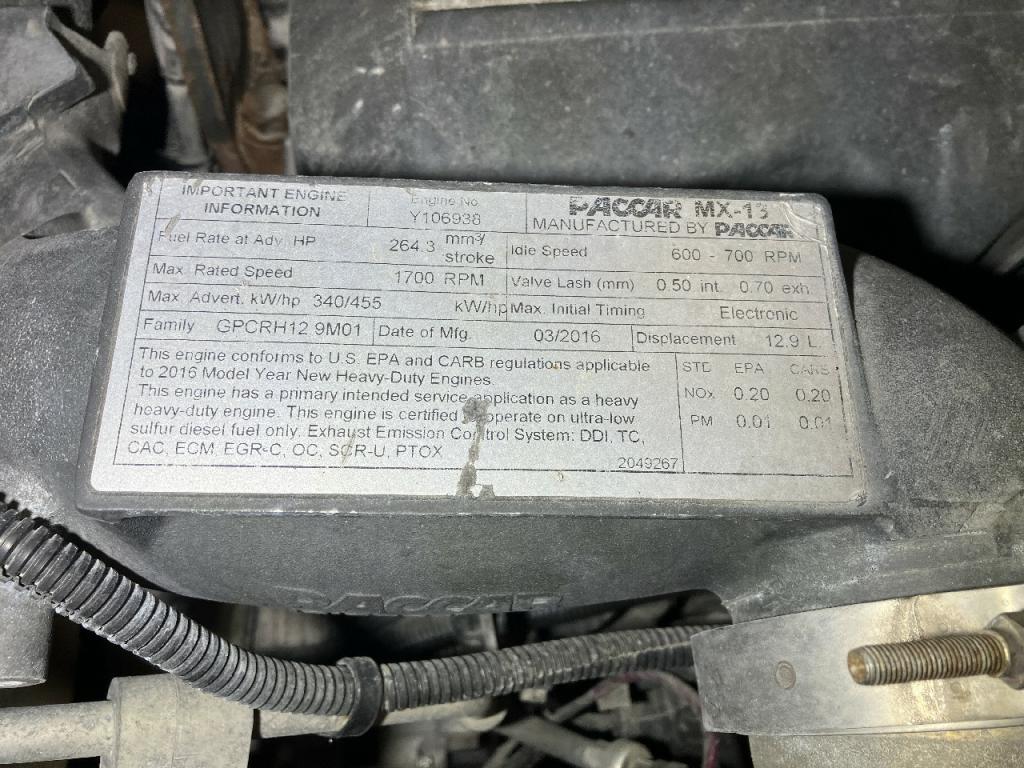 IMPORTANT ENGINE
INFORMATION
Engine No
Y106938
PACCAR MX-13
MANUFACTURED BY PACCAR
Fuel Rate at Adv. HP 264.3 mm³/
stroke
Idle Speed 600 - 700 RPM
Max. Rated Speed 1700 RPM
Valve Lash (mm) 0.50 int. 0.70 exh.
Max. Advert. kW/hp 340/455 kW/hp
Max. Initial Timing Electronic
Family GPCRH12.9M01
Date of Mfg. 03/2016
Displacement 12.9 L
This engine conforms to U.S. EPA and CARB regulations applicable
to 2016 Model Year New Heavy-Duty Engines.
This engine has a primary intended service application as a heavy
heavy-duty engine. This engine is certified operate on ultra-low
sulfur diesel fuel only. Exhaust Emission Control System: DDI, TC,
CAC, ECM, EGR-C, OC, SCR-U, PTOX
2049267
STD EPA CARB
NOx 0.20 0.20
PM 0.01 0.01
PACCAR